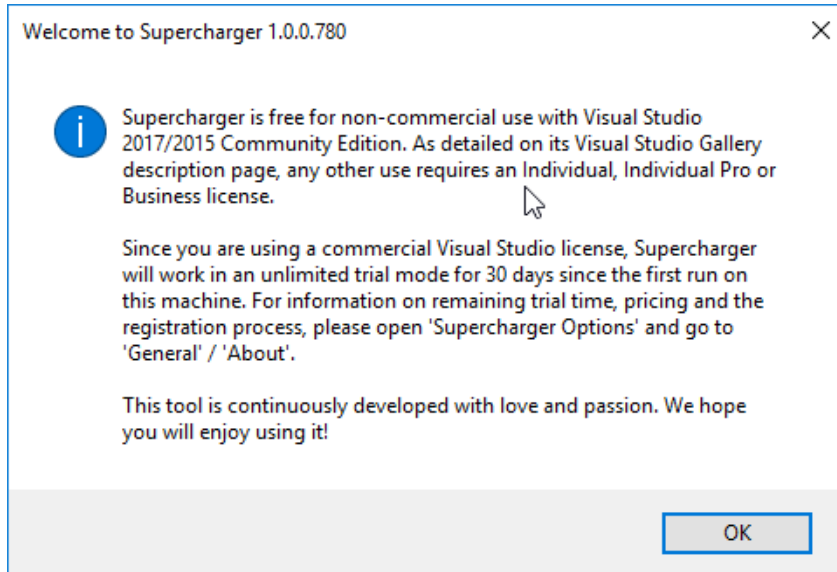 Welcome to Supercharger 1.0.0.780
Supercharger is free for non-commercial use with Visual Studio
2017/2015 Community Edition. As detailed on its Visual Studio Gallery
description page, any other use requires an Individual, Individual Pro or
Business license.
Since you are using a commercial Visual Studio license, Supercharger
will work in an unlimited trial mode for 30 days since the first run on
this machine. For information on remaining trial time, pricing and the
registration process, please open 'Supercharger Options' and go to
'General' / 'About'.
This tool is continuously developed with love and passion. We hope
you will enjoy using it!
OK